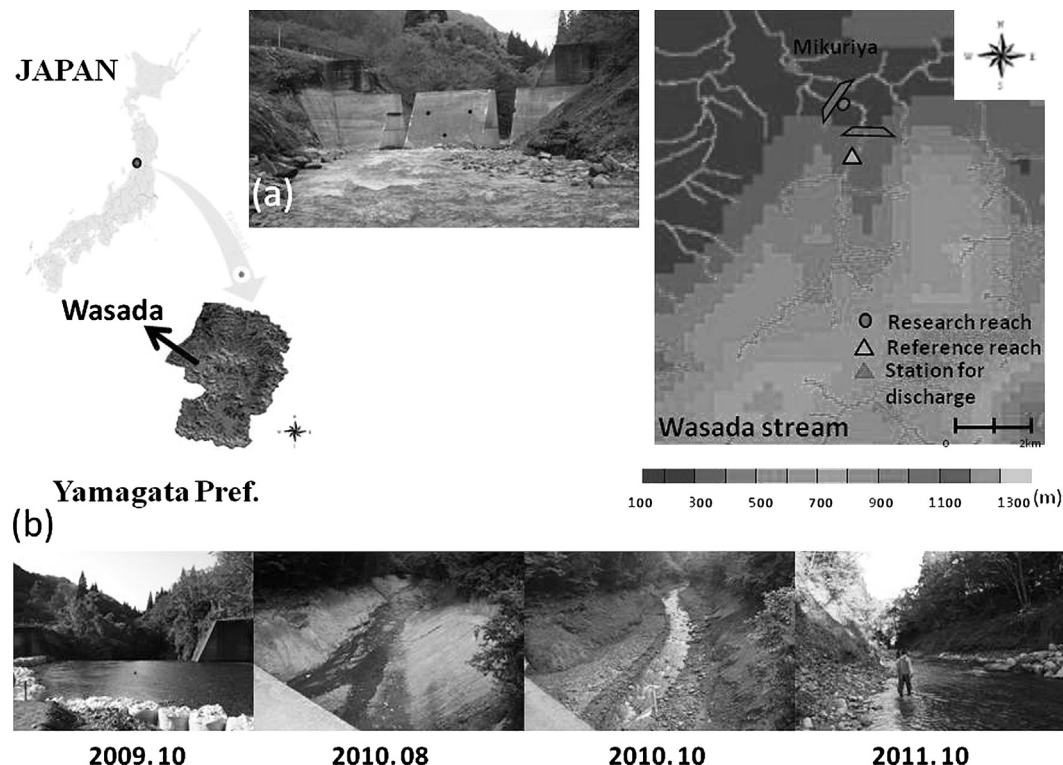 JAPAN
Wasada
Yamagata Pref.
(a)
Mikuriya
N
W E
S
Research reach
Reference reach
Station for
discharge
Wasada stream
0 2km
100 300 500 700 900 1100 1300 (m)
(b)
2009.10 2010.08 2010.10 2011.10